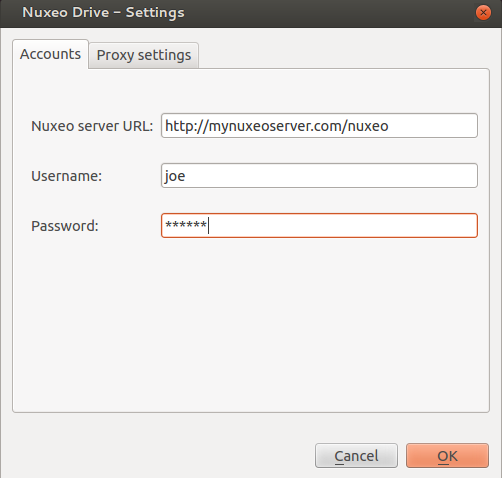 Nuxeo Drive – Settings
Accounts Proxy settings
Nuxeo server URL: http://mynuxeoserver.com/nuxeo
Username: joe
Password: ******
Cancel OK